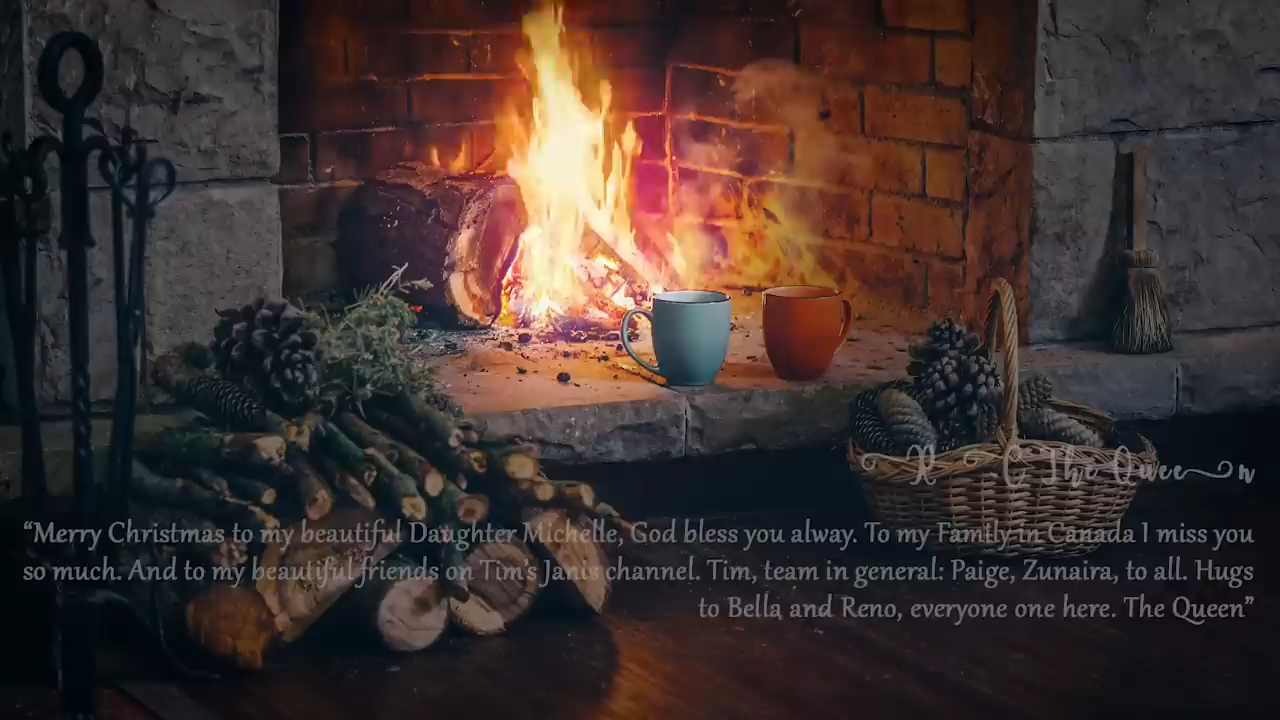 R G The Queen
“Merry Christmas to my beautiful Daughter Michelle, God bless you alway. To my Family in Canada I miss you
so much. And to my beautiful friends on Tim's Janis channel. Tim, team in general: Paige, Zunaira, to all. Hugs
to Bella and Reno, everyone one here. The Queen”